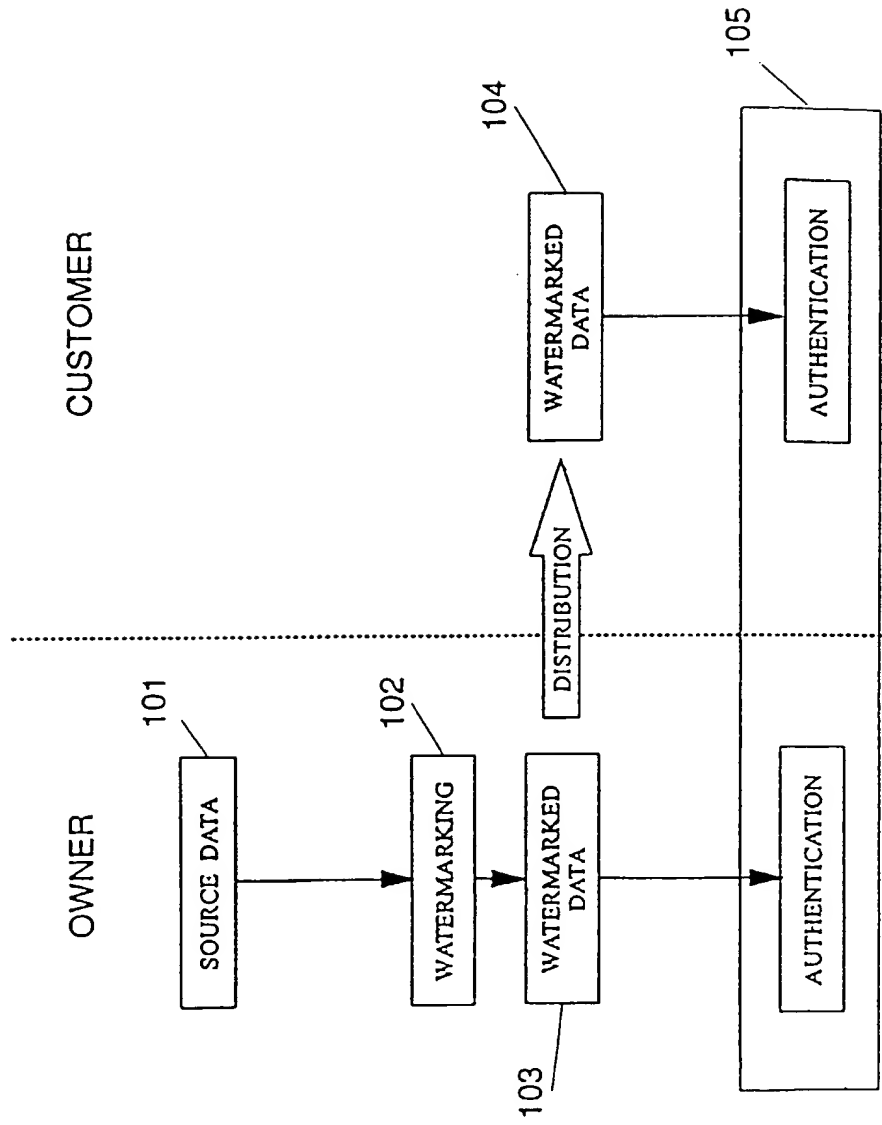 OWNER
CUSTOMER
101
SOURCE DATA
102
WATERMARKING
103
WATERMARKED
DATA
DISTRIBUTION
104
WATERMARKED
DATA
105
AUTHENTICATION
AUTHENTICATION